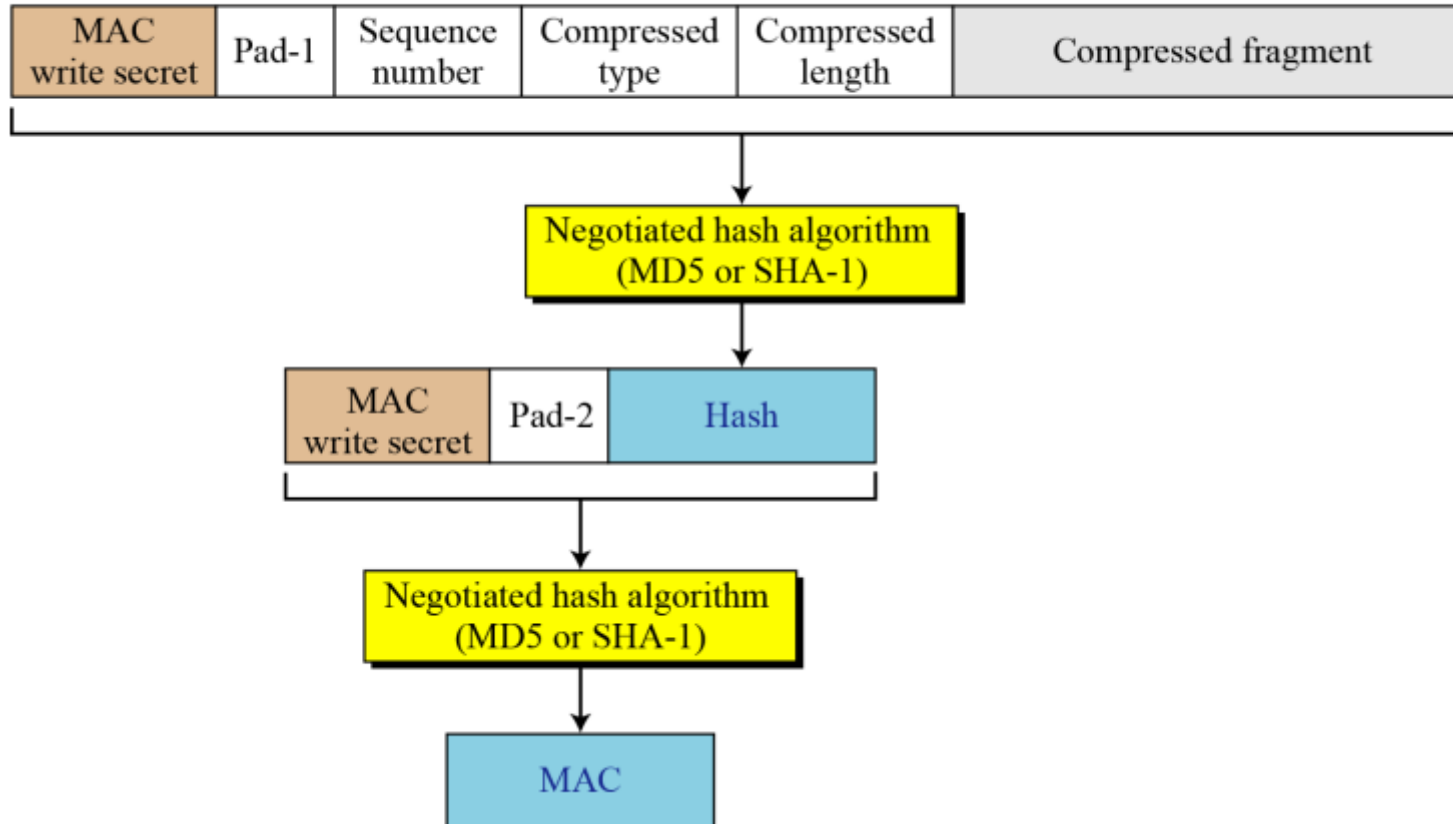 MAC
write secret
Pad-1
Sequence
number
Compressed
type
Compressed
length
Compressed fragment
Negotiated hash algorithm
(MD5 or SHA-1)
MAC
write secret
Pad-2
Hash
Negotiated hash algorithm
(MD5 or SHA-1)
MAC